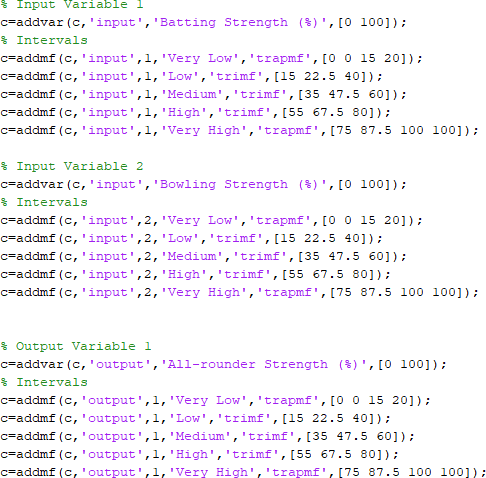 % Input Variable 1
c=addvar(c,'input','Batting Strength (%)',[0 100]);
% Intervals
c=addmf(c,'input',1,'Very Low','trapmf',[0 0 15 20]);
c=addmf(c,'input',1,'Low','trimf',[15 22.5 40]);
c=addmf(c,'input',1,'Medium','trimf',[35 47.5 60]);
c=addmf(c,'input',1,'High','trimf',[55 67.5 80]);
c=addmf(c,'input',1,'Very High','trapmf',[75 87.5 100 100]);
% Input Variable 2
c=addvar(c,'input','Bowling Strength (%)',[0 100]);
% Intervals
c=addmf(c,'input',2,'Very Low','trapmf',[0 0 15 20]);
c=addmf(c,'input',2,'Low','trimf',[15 22.5 40]);
c=addmf(c,'input',2,'Medium','trimf',[35 47.5 60]);
c=addmf(c,'input',2,'High','trimf',[55 67.5 80]);
c=addmf(c,'input',2,'Very High','trapmf',[75 87.5 100 100]);
% Output Variable 1
c=addvar(c,'output','All-rounder Strength (%)',[0 100]);
% Intervals
c=addmf(c,'output',1,'Very Low','trapmf',[0 0 15 20]);
c=addmf(c,'output',1,'Low','trimf',[15 22.5 40]);
c=addmf(c,'output',1,'Medium','trimf',[35 47.5 60]);
c=addmf(c,'output',1,'High','trimf',[55 67.5 80]);
c=addmf(c,'output',1,'Very High','trapmf',[75 87.5 100 100]);